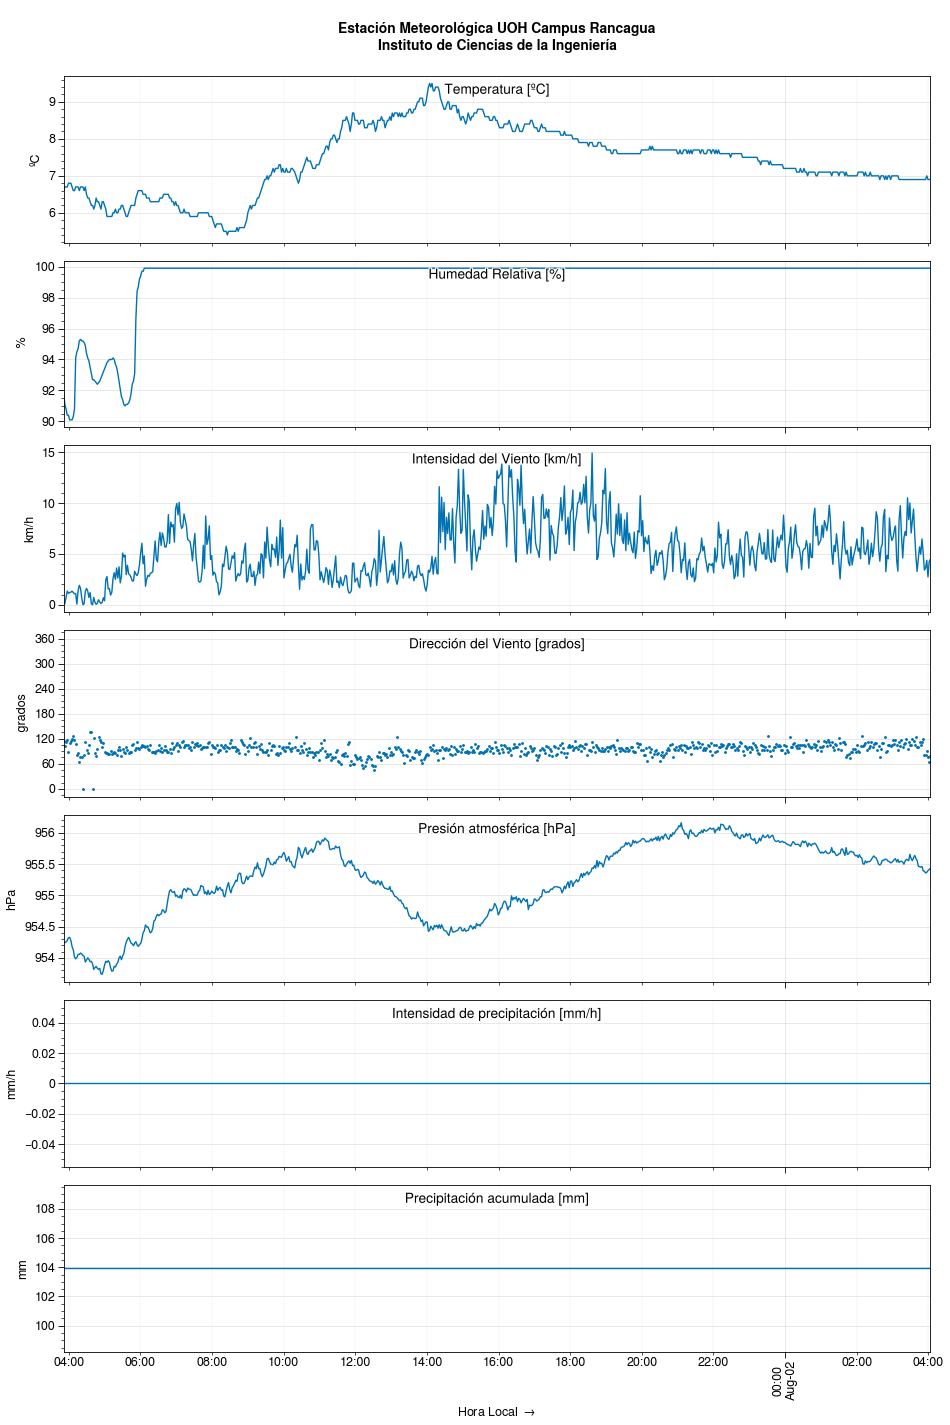 Estación Meteorológica UOH Campus Rancagua
Instituto de Ciencias de la Ingeniería
Temperatura [ºC]
ºC
9
8
7
6
Humedad Relativa [%]
%
100
98
96
94
92
90
Intensidad del Viento [km/h]
km/h
15
10
5
0
Dirección del Viento [grados]
grados
360
300
240
180
120
60
0
Presión atmosférica [hPa]
hPa
956
955.5
955
954.5
954
Intensidad de precipitación [mm/h]
mm/h
0.04
0.02
0
−0.02
−0.04
Precipitación acumulada [mm]
mm
108
106
104
102
100
04:00 06:00 08:00 10:00 12:00 14:00 16:00 18:00 20:00 22:00 00:00 02:00 04:00
Aug-02
Hora Local →